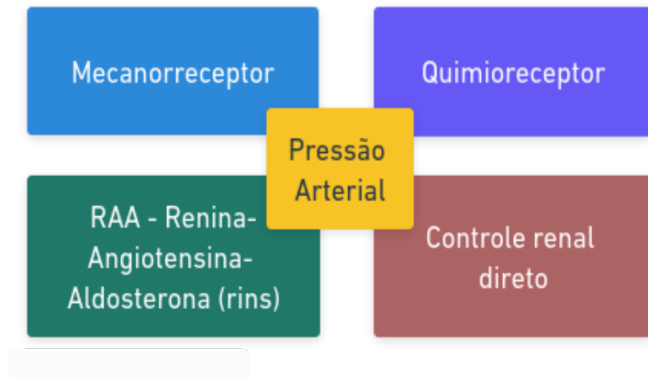 Mecanorreceptor
Quimioreceptor
Pressão
Arterial
RAA - Renina-
Angiotensina-
Aldosterona (rins)
Controle renal
direto